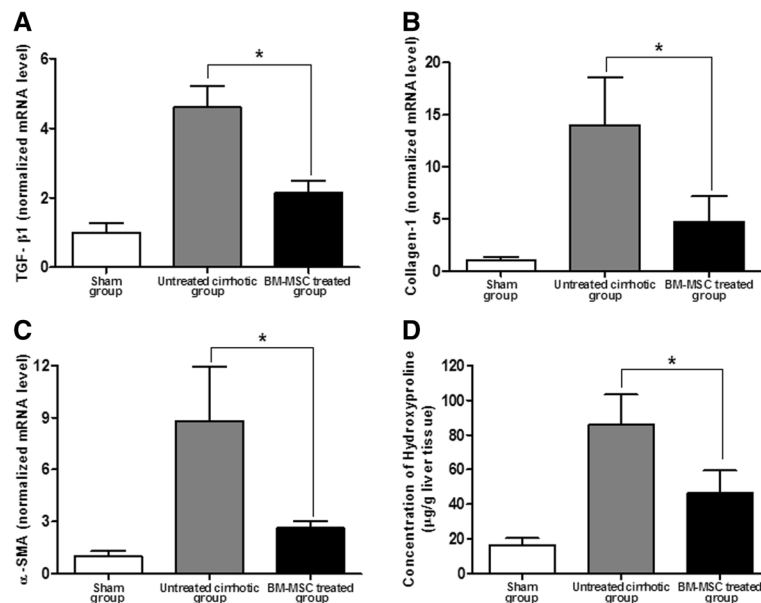 A
TGF- β1 (normalized mRNA level)
6
4
2
0
*
Sham
group
Untreated cirrhotic
group
BM-MSC treated
group
B
Collagen-1 (normalized mRNA level)
20
15
10
5
0
*
Sham
group
Untreated cirrhotic
group
BM-MSC treated
group
C
α-SMA (normalized mRNA level)
12
9
6
3
0
*
Sham
group
Untreated cirrhotic
group
BM-MSC treated
group
D
Concentration of Hydroxyproline
(μg/g liver tissue)
120
100
80
60
40
20
0
*
Sham
group
Untreated cirrhotic
group
BM-MSC treated
group